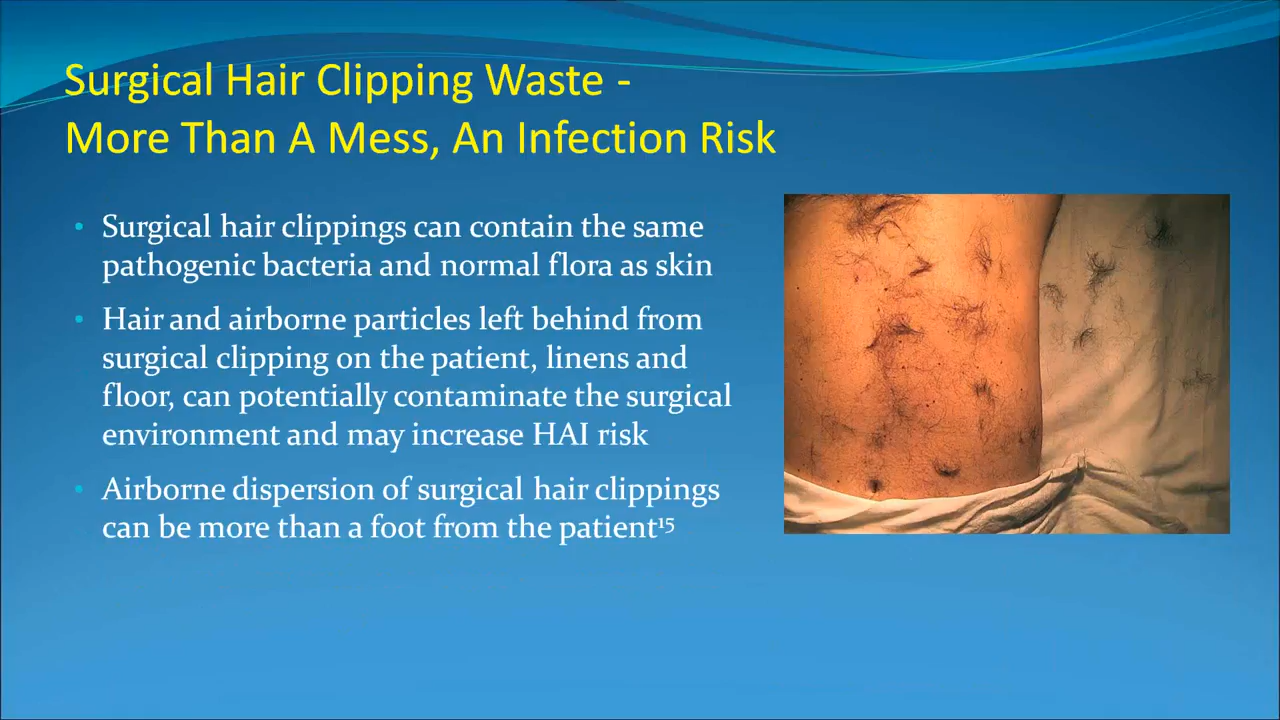 Surgical Hair Clipping Waste -
More Than A Mess, An Infection Risk
• Surgical hair clippings can contain the same
pathogenic bacteria and normal flora as skin
• Hair and airborne particles left behind from
surgical clipping on the patient, linens and
floor, can potentially contaminate the surgical
environment and may increase HAI risk
• Airborne dispersion of surgical hair clippings
can be more than a foot from the patient¹⁵